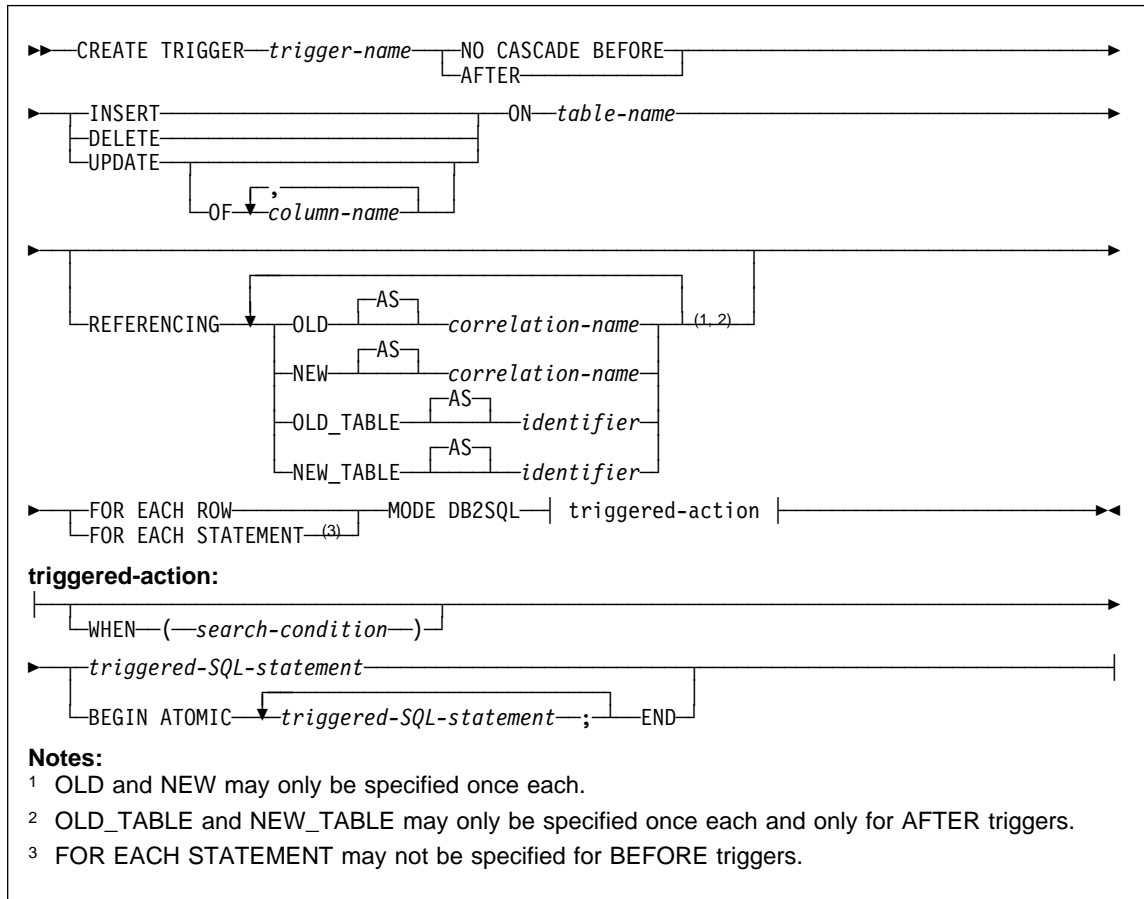 CREATE TRIGGER trigger-name NO CASCADE BEFORE
AFTER
INSERT ON table-name
DELETE
UPDATE
,
OF column-name
AS
REFERENCING OLD correlation-name (1, 2)
AS
NEW correlation-name
AS
OLD_TABLE identifier
AS
NEW_TABLE identifier
FOR EACH ROW MODE DB2SQL triggered-action
FOR EACH STATEMENT (3)
triggered-action:
WHEN ( search-condition )
triggered-SQL-statement
BEGIN ATOMIC triggered-SQL-statement ; END
Notes:
1 OLD and NEW may only be specified once each.
2 OLD_TABLE and NEW_TABLE may only be specified once each and only for AFTER triggers.
3 FOR EACH STATEMENT may not be specified for BEFORE triggers.